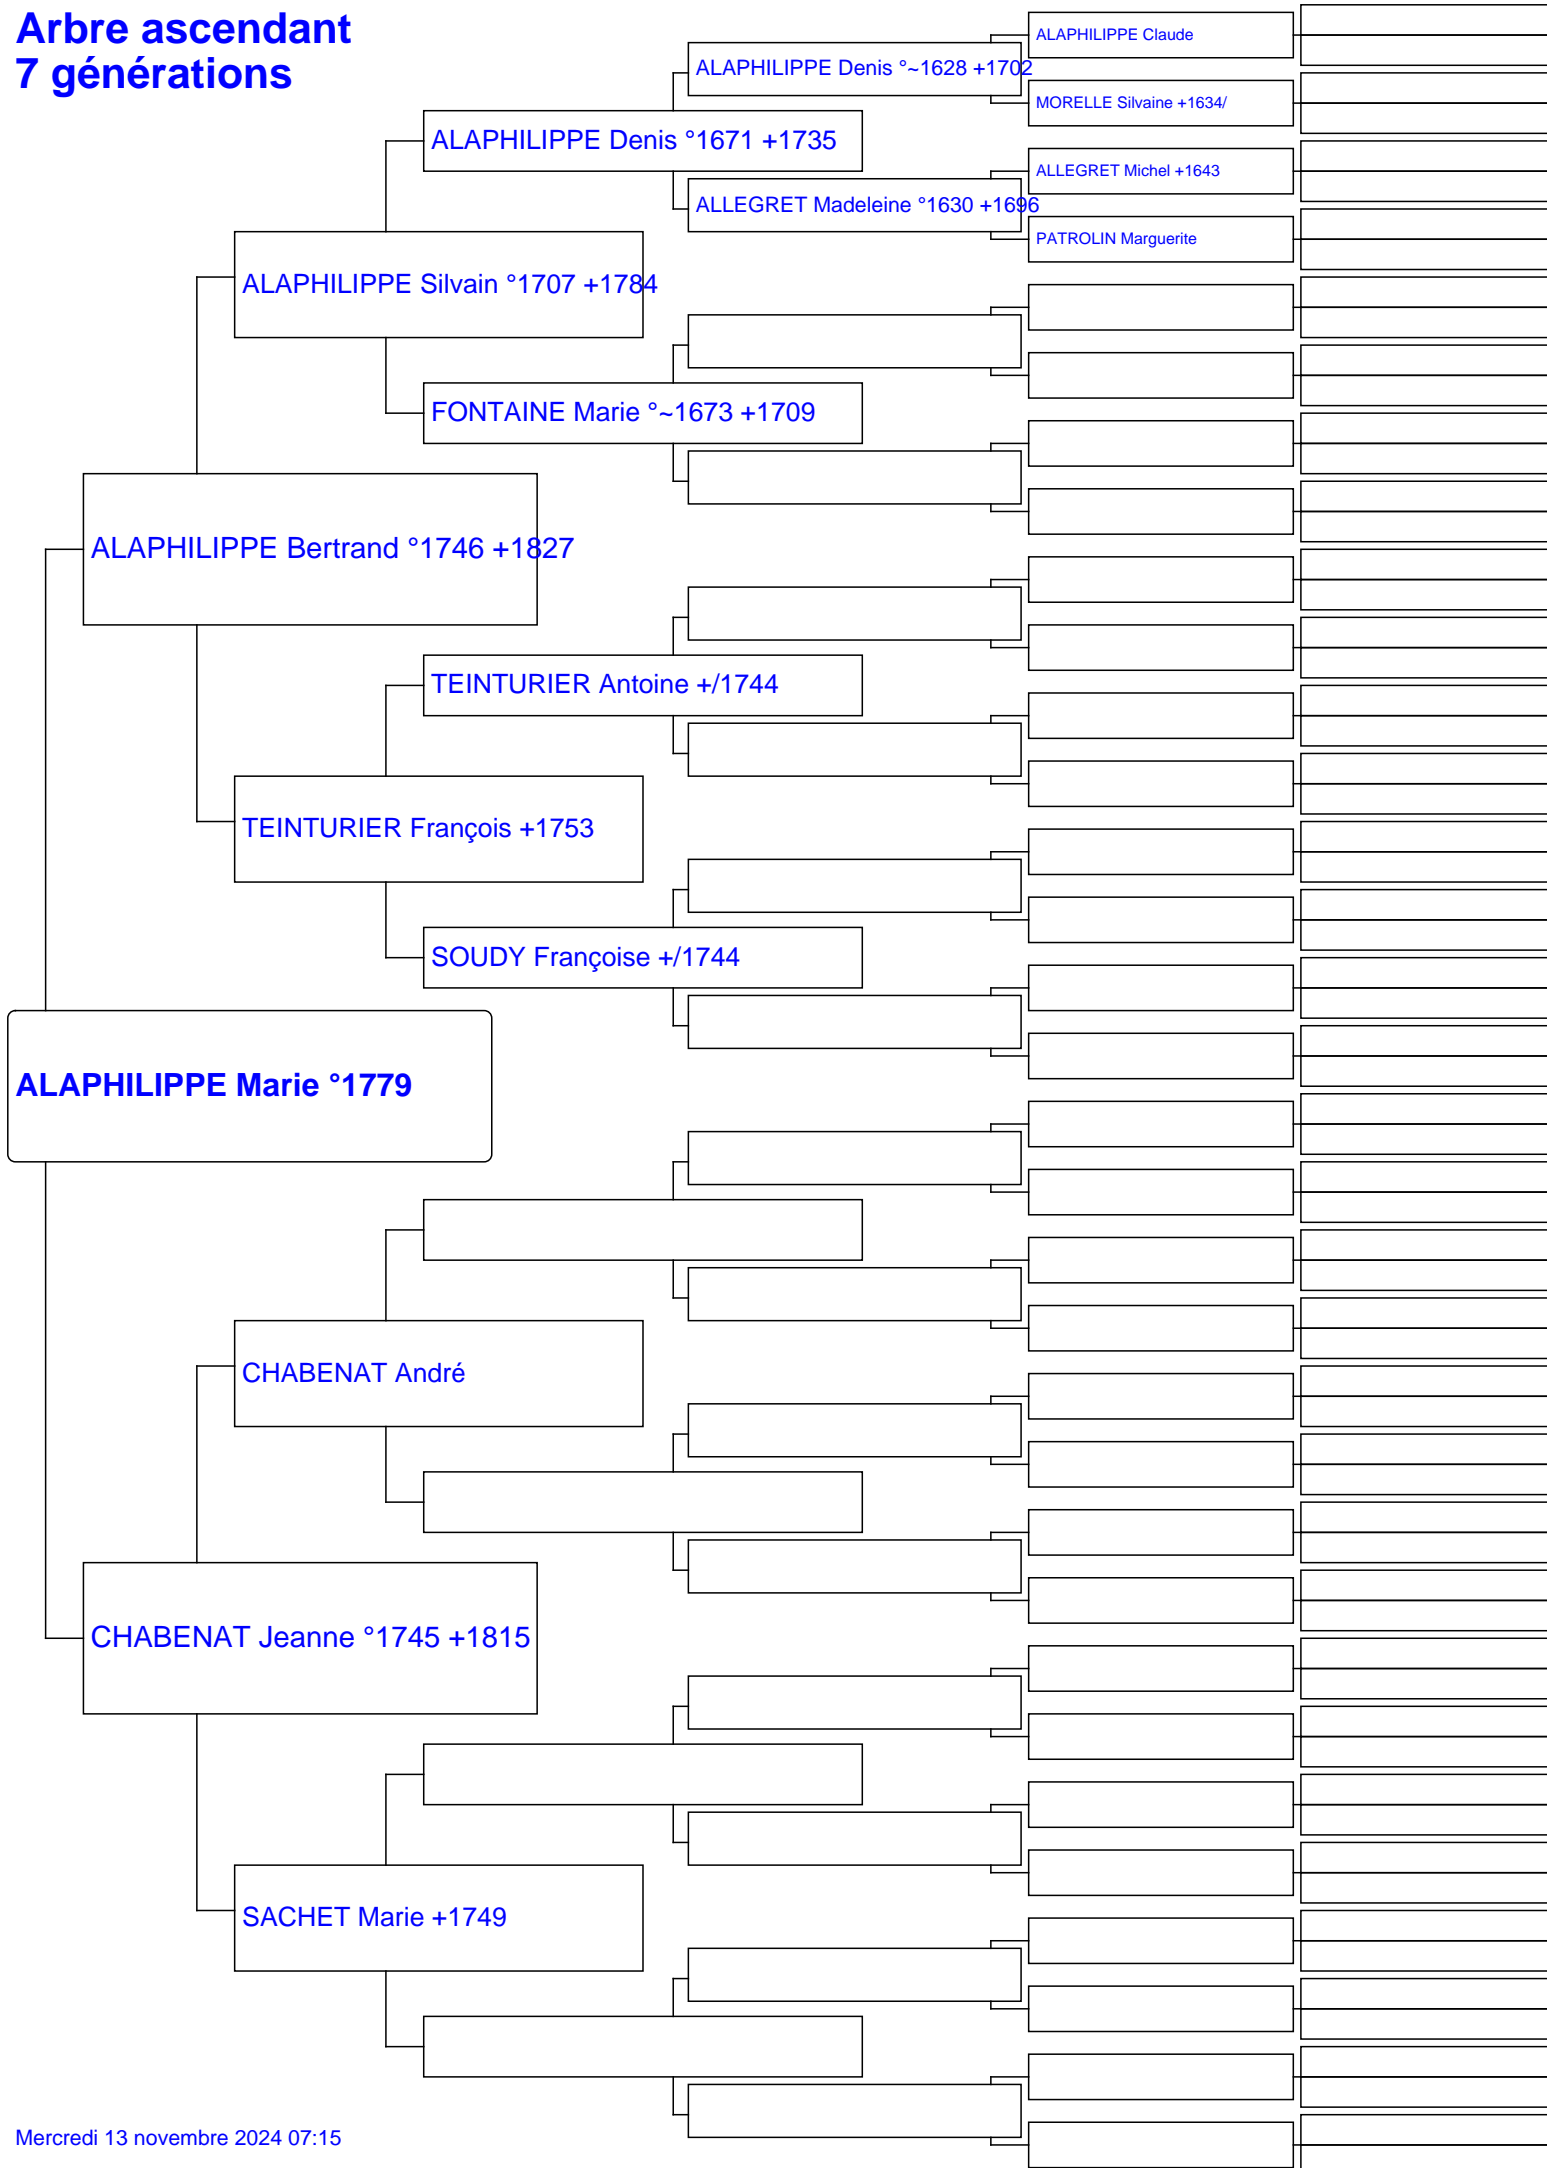 Arbre ascendant
7 générations
ALAPHILIPPE Claude
ALAPHILIPPE Denis °~1628 +1702
MORELLE Silvaine +1634/
ALAPHILIPPE Denis °1671 +1735
ALLEGRET Michel +1643
ALLEGRET Madeleine °1630 +1696
PATROLIN Marguerite
ALAPHILIPPE Silvain °1707 +1784
FONTAINE Marie °~1673 +1709
ALAPHILIPPE Bertrand °1746 +1827
TEINTURIER Antoine +/1744
TEINTURIER François +1753
SOUDY Françoise +/1744
ALAPHILIPPE Marie °1779
CHABENAT André
CHABENAT Jeanne °1745 +1815
SACHET Marie +1749
Mercredi 13 novembre 2024 07:15